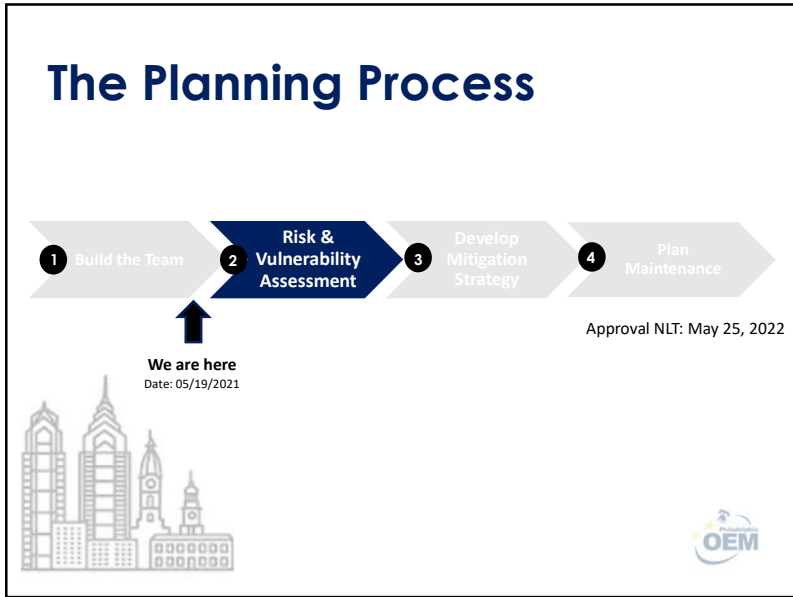 The Planning Process
1 Build the Team
2 Risk &
Vulnerability
Assessment
3 Develop
Mitigation
Strategy
4 Plan
Maintenance
Approval NLT: May 25, 2022
We are here
Date: 05/19/2021
Philadelphia
OEM